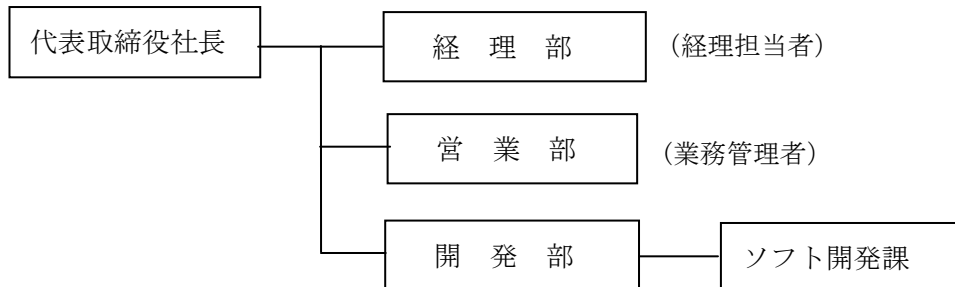 代表取締役社長
経 理 部
(経理担当者)
営 業 部
(業務管理者)
開 発 部
ソフト開発課